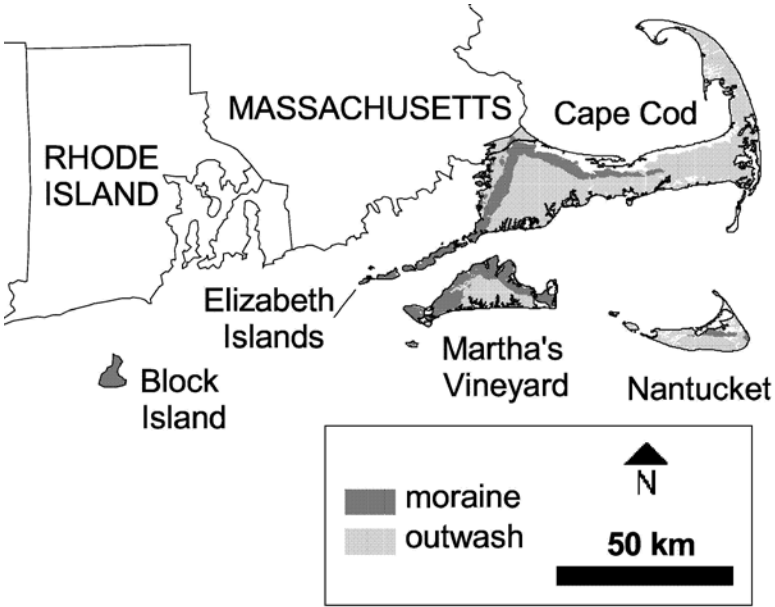 MASSACHUSETTS
Cape Cod
RHODE
ISLAND
Elizabeth
Islands
Martha's
Vineyard
Nantucket
Block
Island
moraine
outwash
N
50 km